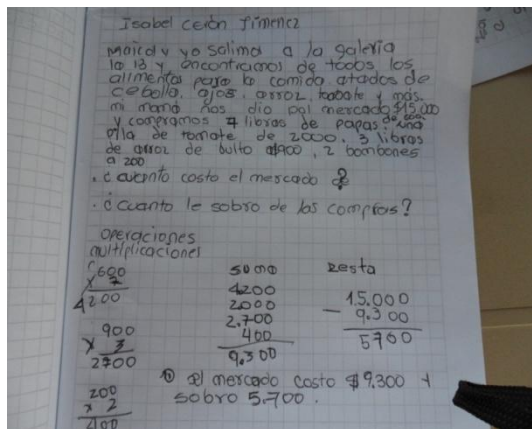 Isabel Cerón Jimenez
Maicol y yo salimos a la galeria
la 13 y encontramos de todos los
alimentos para la comida atados de
cebolla, ajos, arroz, tomate y mas.
mi mamá nos dio pal mercado $15.000
y compramos 7 libras de papas de 600 una
de tomate de 2000. 3 libras
de arroz de bulto a 900, 2 bombones
a 200
. ¿cuanto costo el mercado?
. ¿cuanto le sobro de las compras?
operaciones
multiplicaciones
600
x 7
4200
900
x 3
2700
200
x 2
400
suma
4200
2000
2.700
400
9.300
Resta
15.000
- 9.300
5700
el mercado costo $9.300 y
sobro 5.700.